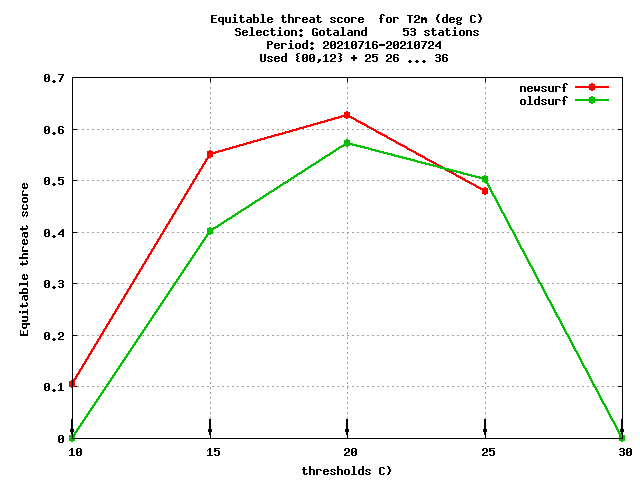 Equitable threat score for T2m (deg C)
Selection: Gotaland 53 stations
Period: 20210716-20210724
Used {00,12} + 25 26 ... 36
newsurf
oldsurf
Equitable threat score
0.7
0.6
0.5
0.4
0.3
0.2
0.1
0
10 15 20 25 30
thresholds C)